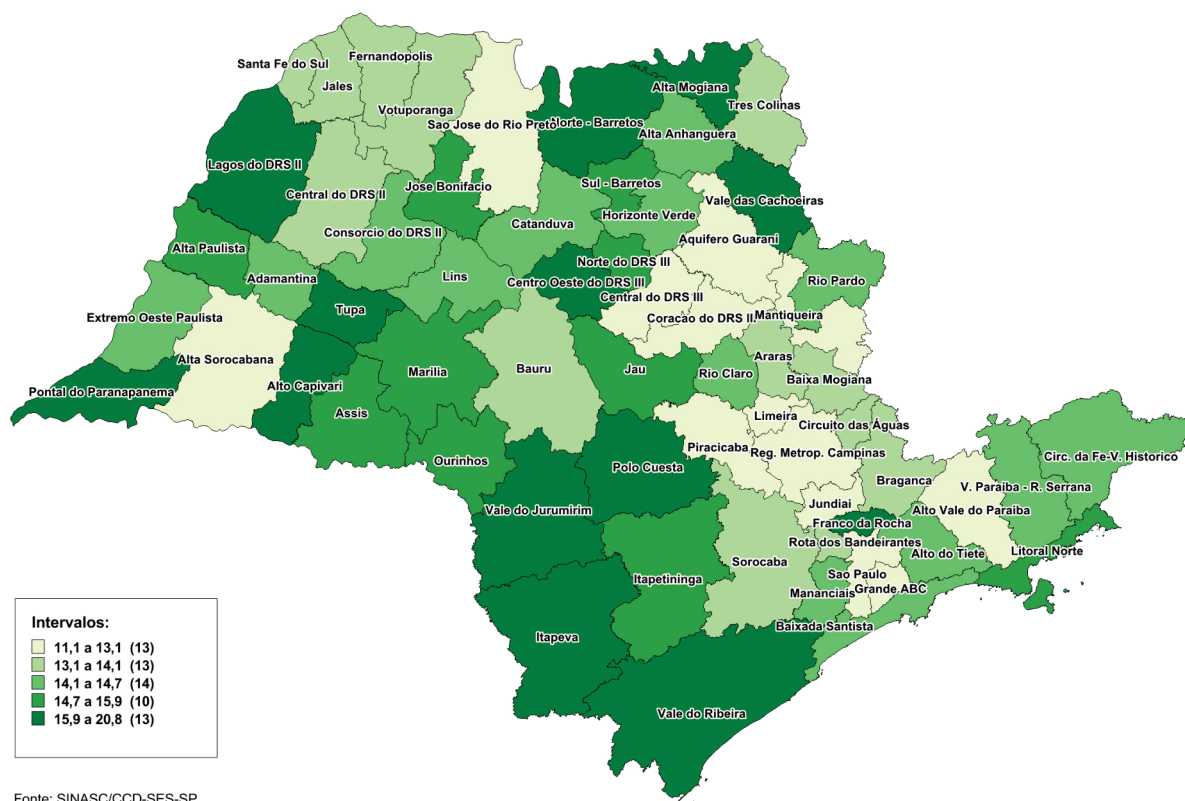 Fernandopolis
Santa Fe do Sul
Jales
Votuporanga
Sao Jose do Rio Preto
Norte - Barretos
Alta Mogiana
Tres Colinas
Alta Anhanguera
Lagos do DRS II
Central do DRS II
Jose Bonifacio
Sul - Barretos
Vale das Cachoeiras
Horizonte Verde
Catanduva
Consorcio do DRS II
Aquifero Guarani
Alta Paulista
Adamantina
Lins
Norte do DRS III
Centro Oeste do DRS III
Rio Pardo
Central do DRS III
Tupa
Extremo Oeste Paulista
Coraçao do DRS II
Mantiqueira
Alta Sorocabana
Araras
Marilia
Bauru
Jau
Rio Claro
Baixa Mogiana
Pontal do Paranapanema
Alto Capivari
Assis
Limeira
Circuito das Águas
Piracicaba
Reg. Metrop. Campinas
Ourinhos
Polo Cuesta
Circ. da Fe-V. Historico
Braganca
V. Paraiba - R. Serrana
Jundiai
Alto Vale do Paraiba
Vale do Jurumirim
Franco da Rocha
Rota dos Bandeirantes
Alto do Tiete
Litoral Norte
Sorocaba
Itapetininga
Sao Paulo
Grande ABC
Mananciais
Baixada Santista
Itapeva
Vale do Ribeira
Intervalos:
11,1 a 13,1 (13)
13,1 a 14,1 (13)
14,1 a 14,7 (14)
14,7 a 15,9 (10)
15,9 a 20,8 (13)
Fonte: SINASC/CCD-SES-SP